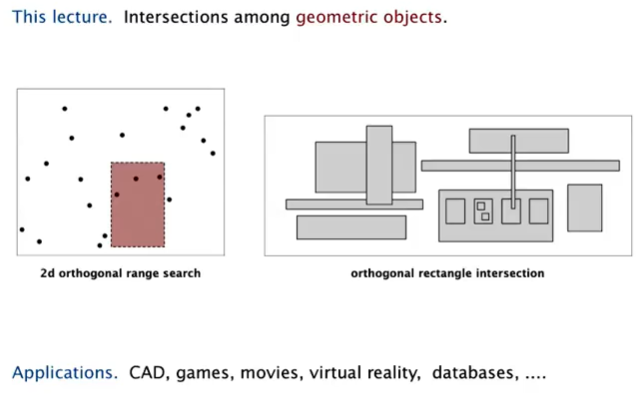 This lecture. Intersections among geometric objects.
2d orthogonal range search
orthogonal rectangle intersection
Applications. CAD, games, movies, virtual reality, databases, ....